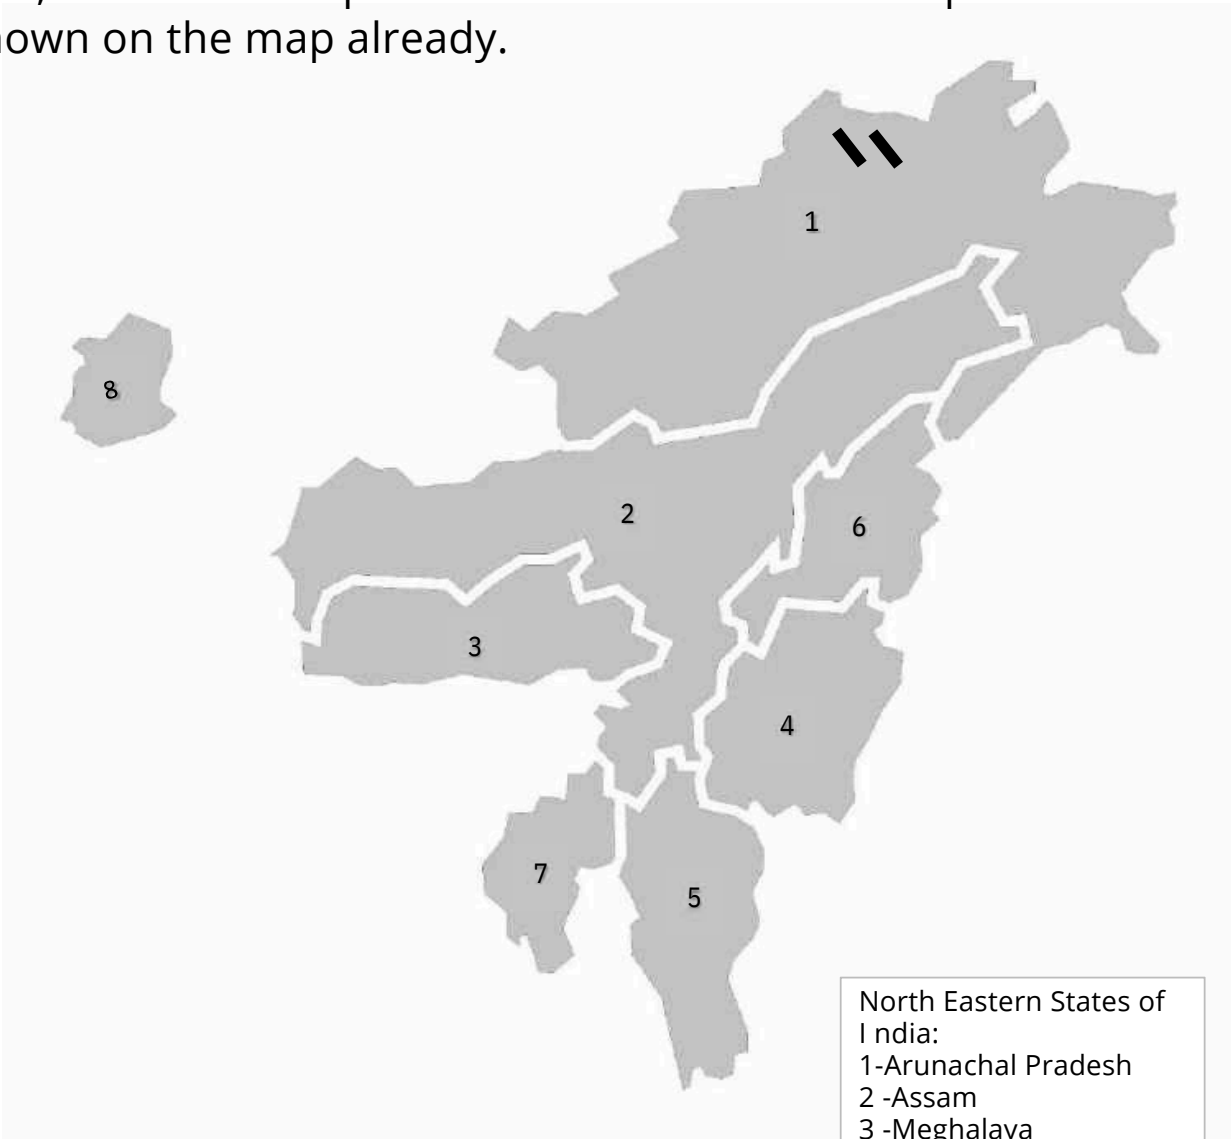 own on the map already.
1
8
2
6
3
4
7
5
North Eastern States of
I ndia:
1-Arunachal Pradesh
2 -Assam
3 -Meghalaya